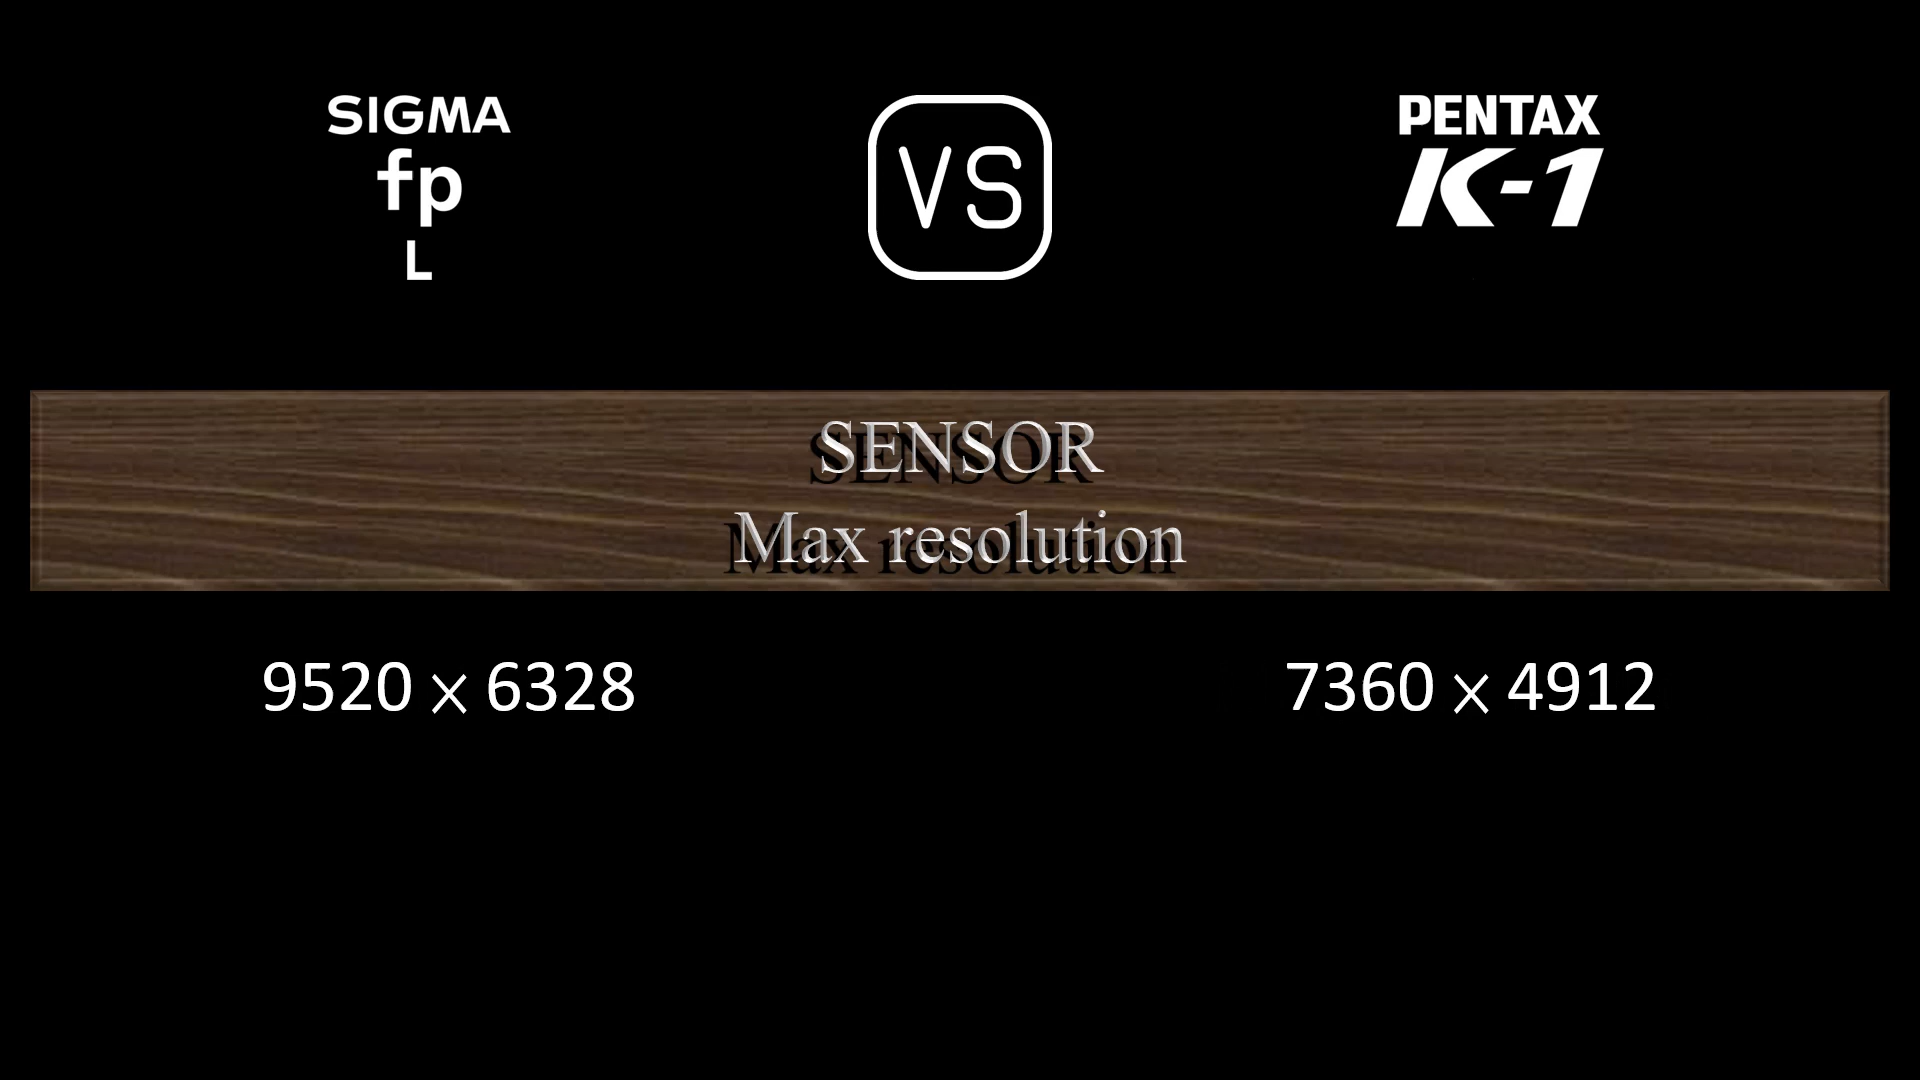 SIGMA
fp
L
VS
PENTAX
K-1
SENSOR
Max resolution
9520 x 6328
7360 x 4912